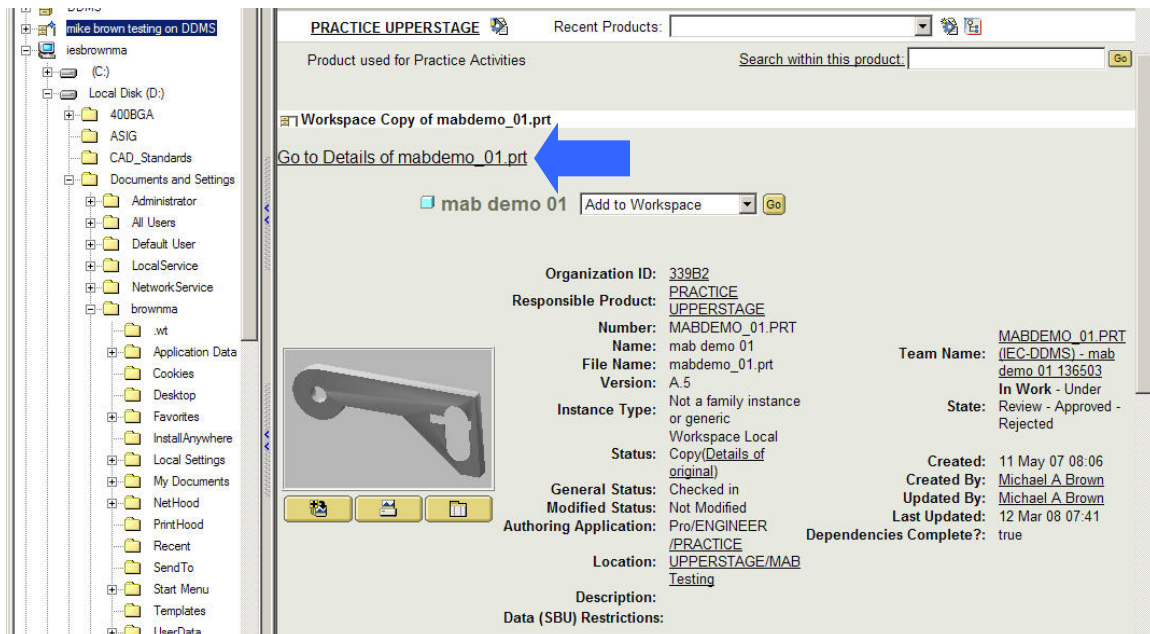 DDMS
mike brown testing on DDMS
iesbrownma
(C:)
Local Disk (D:)
400BGA
ASIG
CAD_Standards
Documents and Settings
Administrator
All Users
Default User
LocalService
NetworkService
brownma
.wt
Application Data
Cookies
Desktop
Favorites
InstallAnywhere
Local Settings
My Documents
NetHood
PrintHood
Recent
SendTo
Start Menu
Templates
UserData
PRACTICE UPPERSTAGE Recent Products:
Product used for Practice Activities Search within this product: Go
Workspace Copy of mabdemo_01.prt
Go to Details of mabdemo_01.prt
mab demo 01 Add to Workspace Go
Organization ID: 339B2
Responsible Product: PRACTICE
UPPERSTAGE
Number: MABDEMO_01.PRT
Name: mab demo 01
File Name: mabdemo_01.prt
Version: A.5
Instance Type: Not a family instance
or generic
Status: Workspace Local
Copy(Details of
original)
General Status: Checked in
Modified Status: Not Modified
Authoring Application: Pro/ENGINEER
Location: /PRACTICE
UPPERSTAGE/MAB
Testing
Description:
Data (SBU) Restrictions:
Team Name: MABDEMO_01.PRT
(IEC-DDMS) - mab
demo 01 136503
State: In Work - Under
Review - Approved -
Rejected
Created: 11 May 07 08:06
Created By: Michael A Brown
Updated By: Michael A Brown
Last Updated: 12 Mar 08 07:41
Dependencies Complete?: true